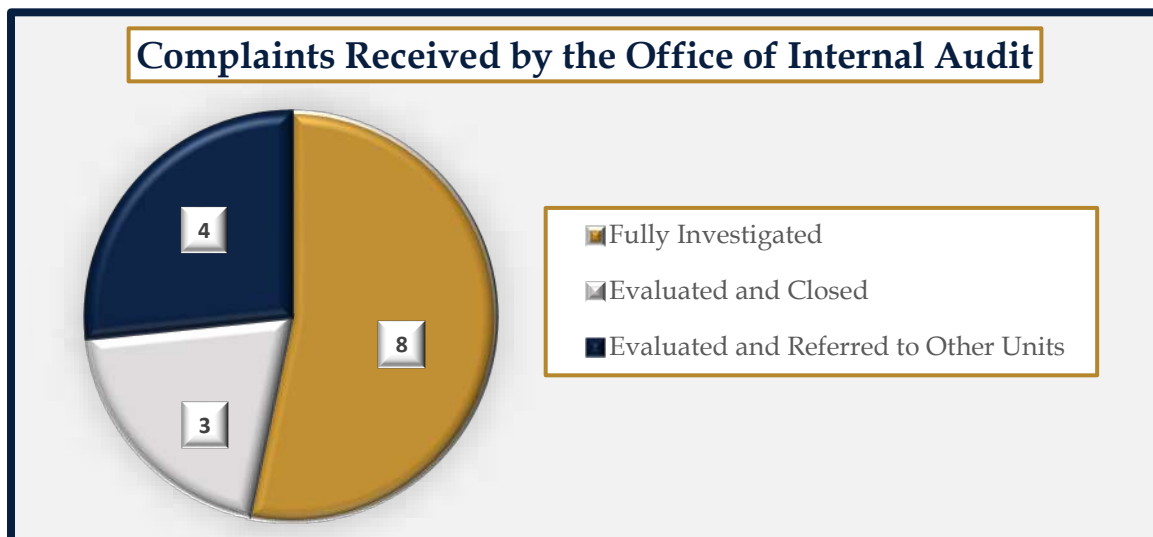 Complaints Received by the Office of Internal Audit
4
8
3
Fully Investigated
Evaluated and Closed
Evaluated and Referred to Other Units